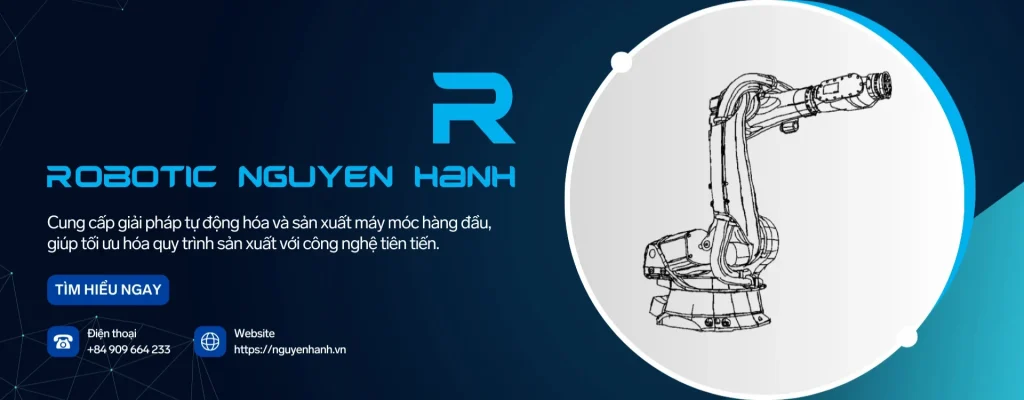 R
ROBOTIC NGUYEN HANH
Cung cấp giải pháp tự động hóa và sản xuất máy móc hàng đầu,
giúp tối ưu hóa quy trình sản xuất với công nghệ tiên tiến.
TÌM HIỂU NGAY
Điện thoại
+84 909 664 233
Website
https://nguyenhanh.vn